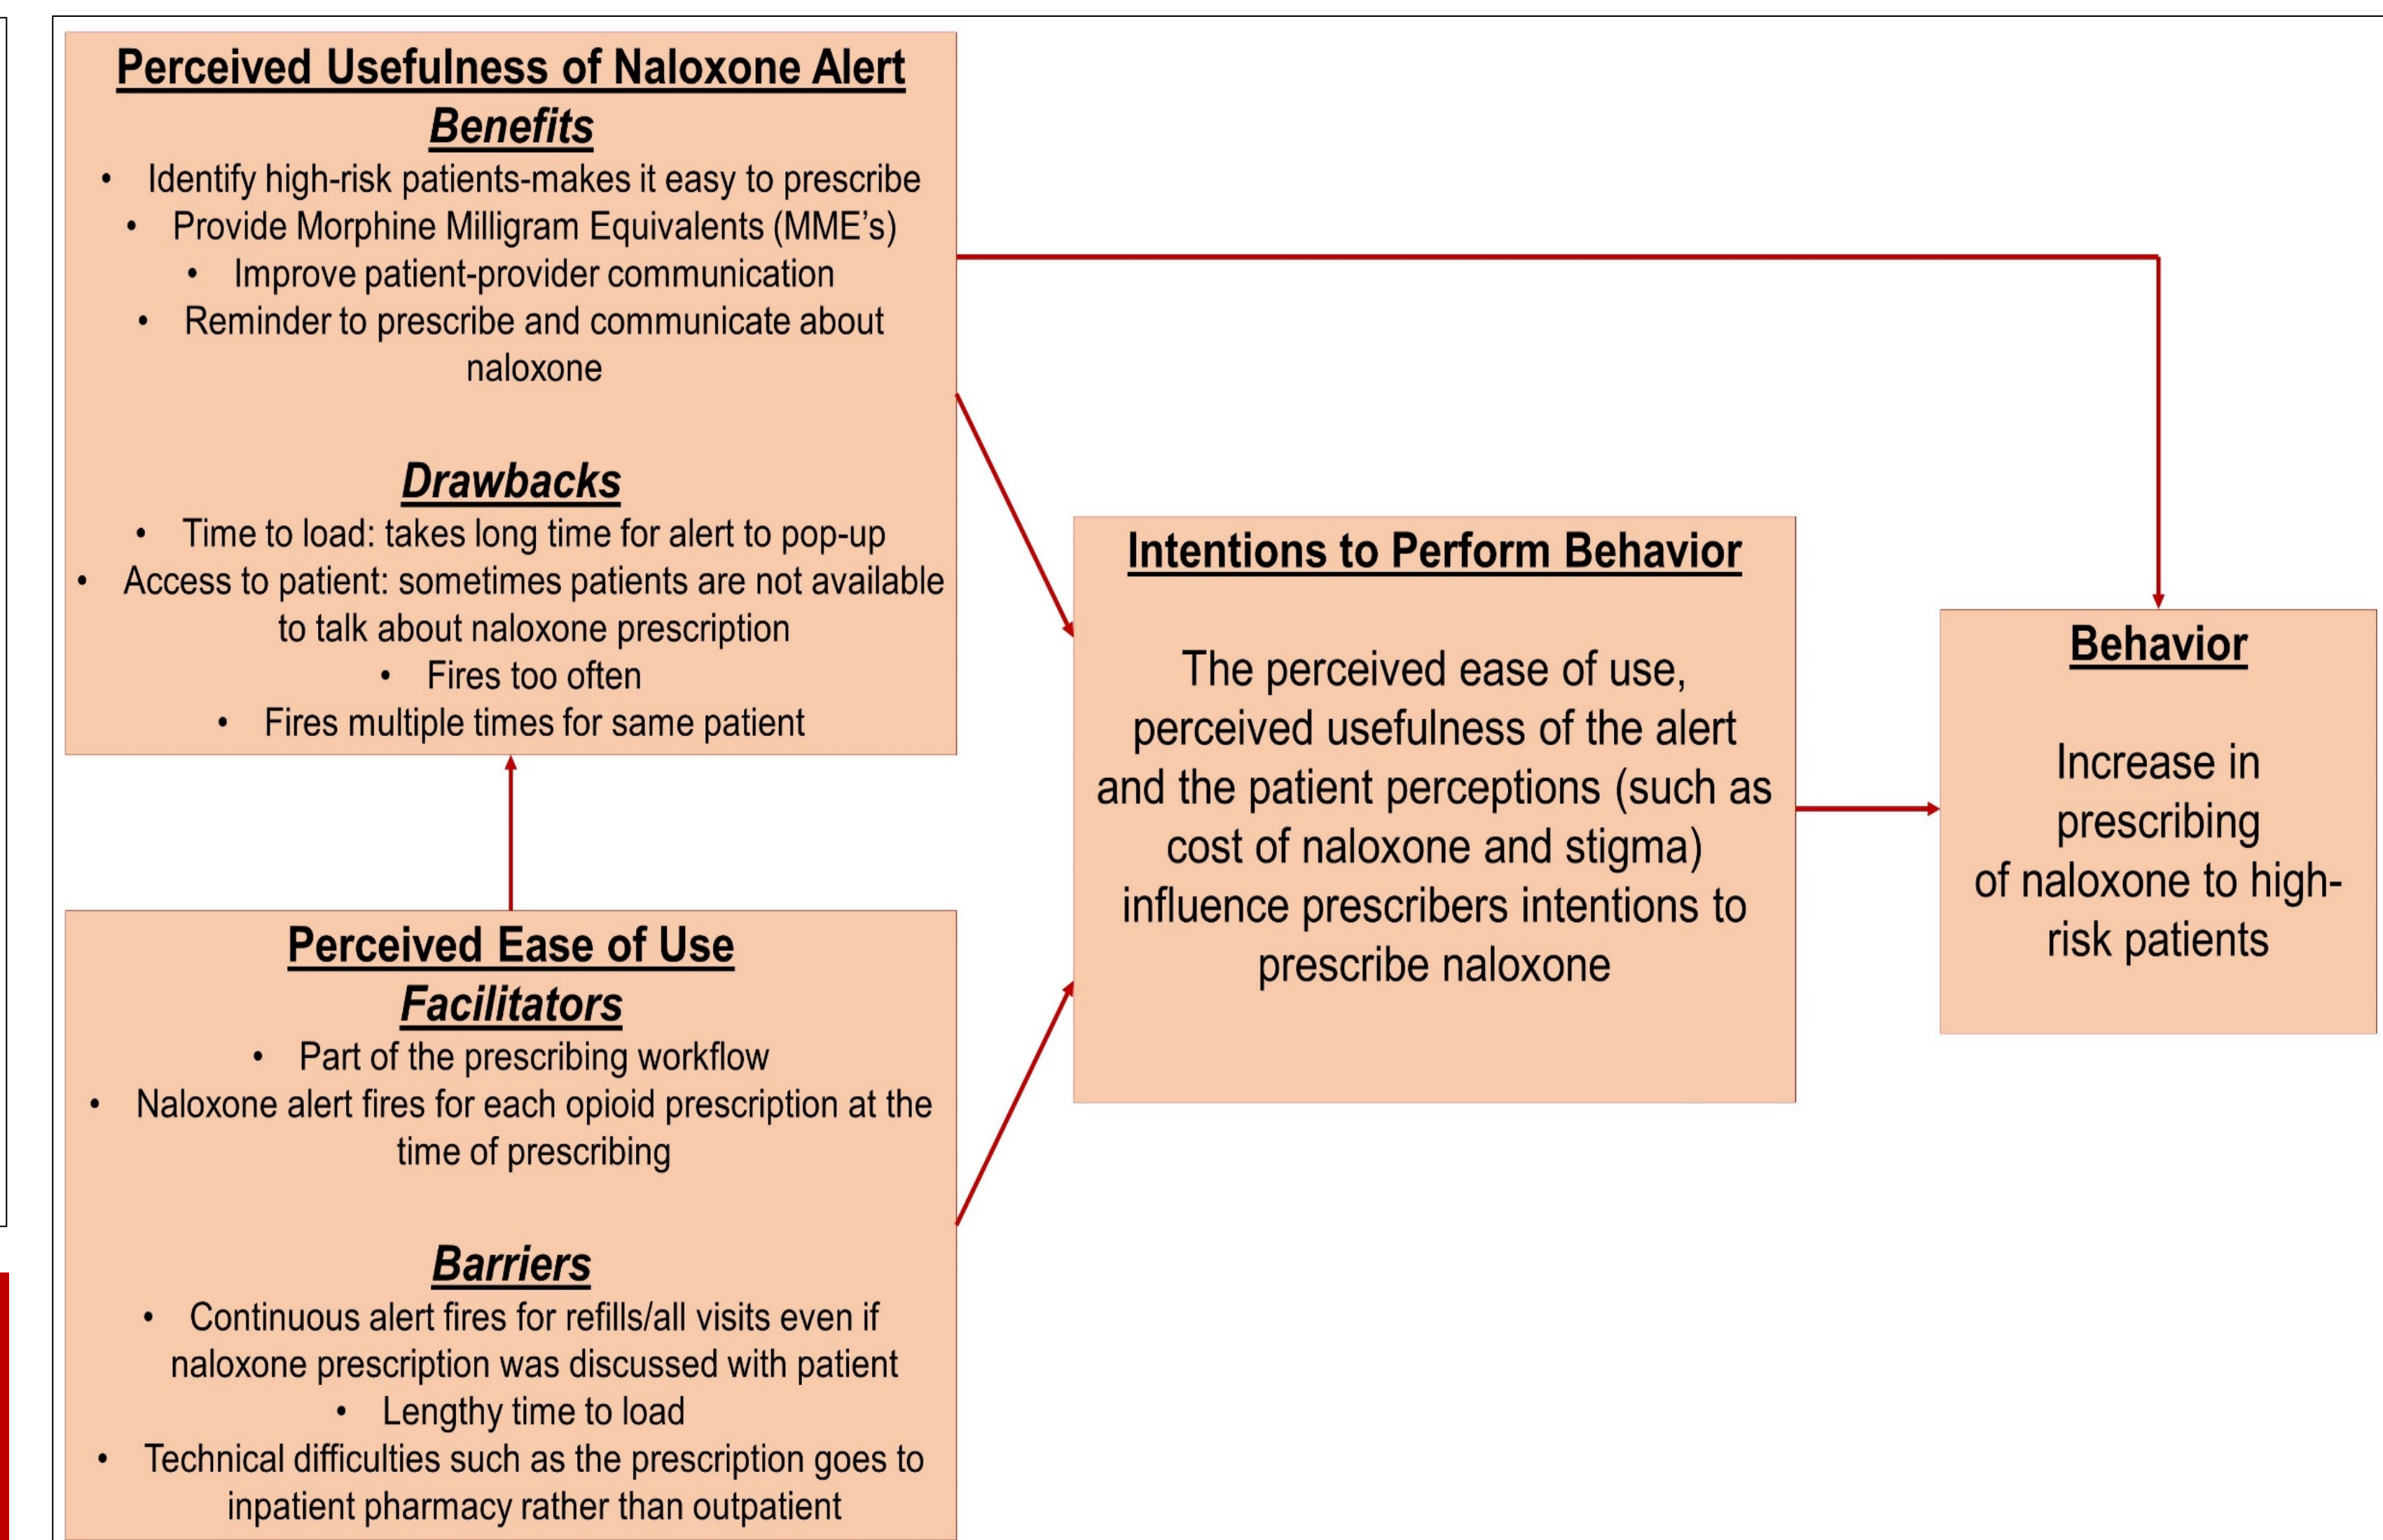 Perceived Usefulness of Naloxone Alert
Benefits
• Identify high-risk patients-makes it easy to prescribe
• Provide Morphine Milligram Equivalents (MME's)
• Improve patient-provider communication
• Reminder to prescribe and communicate about
naloxone
Drawbacks
• Time to load: takes long time for alert to pop-up
• Access to patient: sometimes patients are not available
to talk about naloxone prescription
• Fires too often
• Fires multiple times for same patient
Perceived Ease of Use
Facilitators
• Part of the prescribing workflow
• Naloxone alert fires for each opioid prescription at the
time of prescribing
Barriers
• Continuous alert fires for refills/all visits even if
naloxone prescription was discussed with patient
• Lengthy time to load
• Technical difficulties such as the prescription goes to
inpatient pharmacy rather than outpatient
Intentions to Perform Behavior
The perceived ease of use,
perceived usefulness of the alert
and the patient perceptions (such as
cost of naloxone and stigma)
influence prescribers intentions to
prescribe naloxone
Behavior
Increase in
prescribing
of naloxone to high-
risk patients